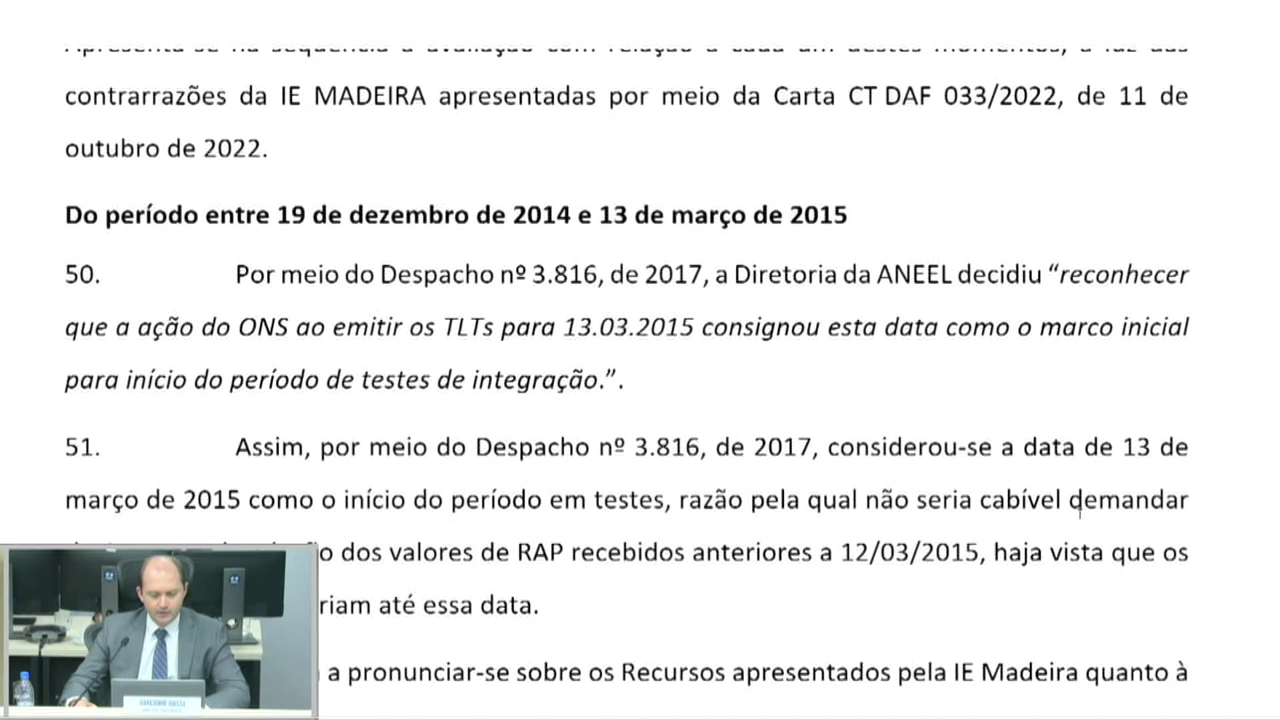 contrarrazões da IE MADEIRA apresentadas por meio da Carta CT DAF 033/2022, de 11 de
outubro de 2022.
Do período entre 19 de dezembro de 2014 e 13 de março de 2015
50. Por meio do Despacho nº 3.816, de 2017, a Diretoria da ANEEL decidiu “reconhecer
que a ação do ONS ao emitir os TLTs para 13.03.2015 consignou esta data como o marco inicial
para início do período de testes de integração.”.
51. Assim, por meio do Despacho nº 3.816, de 2017, considerou-se a data de 13 de
março de 2015 como o início do período em testes, razão pela qual não seria cabível demandar
dos valores de RAP recebidos anteriores a 12/03/2015, haja vista que os
riam até essa data.
a pronunciar-se sobre os Recursos apresentados pela IE Madeira quanto à